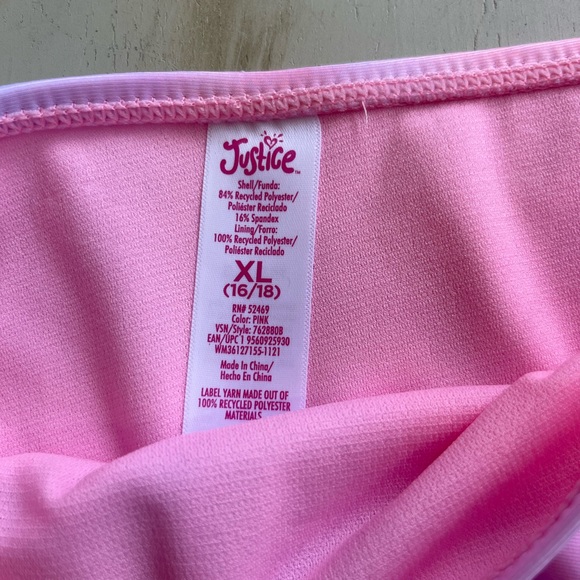 Justice™
Shell/Funda:
84% Recycled Polyester/
Poliéster Reciclado
16% Spandex
Lining/Forro:
100% Recycled Polyester/
Poliéster Reciclado
XL
(16/18)
RN# 52469
Color: PINK
VSN/Style: 762880B
EAN/UPC 1 9560925930
WM36127155-1121
Made In China/
Hecho En China
LABEL YARN MADE OUT OF
100% RECYCLED POLYESTER
MATERIALS